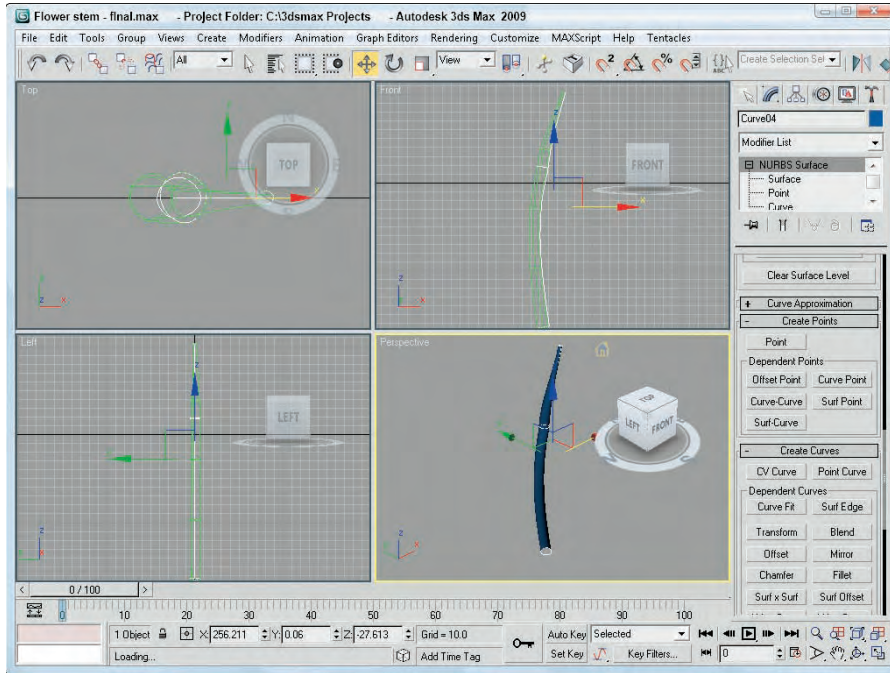 Flower stem - final.max - Project Folder: C:\3dsmax Projects - Autodesk 3ds Max 2009
File Edit Tools Group Views Create Modifiers Animation Graph Editors Rendering Customize MAXScript Help Tentacles
All View Create Selection Set
Top
TOP
Front
FRONT
z
x
Left
LEFT
Perspective
TOP
LEFT FRONT
Curve04
Modifier List
NURBS Surface
Surface
Point
Curve
Clear Surface Level
+ Curve Approximation
- Create Points
Point
Dependent Points
Offset Point Curve Point
Curve-Curve Surf Point
Surf-Curve
- Create Curves
CV Curve Point Curve
Dependent Curves
Curve Fit Surf Edge
Transform Blend
Offset Mirror
Chamfer Fillet
Surf x Surf Surf Offset
< 0 / 100 >
0 10 20 30 40 50 60 70 80 90 100
1 Object X: 256.211 Y: 0.06 Z: -27.613 Grid = 10.0 Auto Key Selected
Loading... Add Time Tag Set Key Key Filters... 0